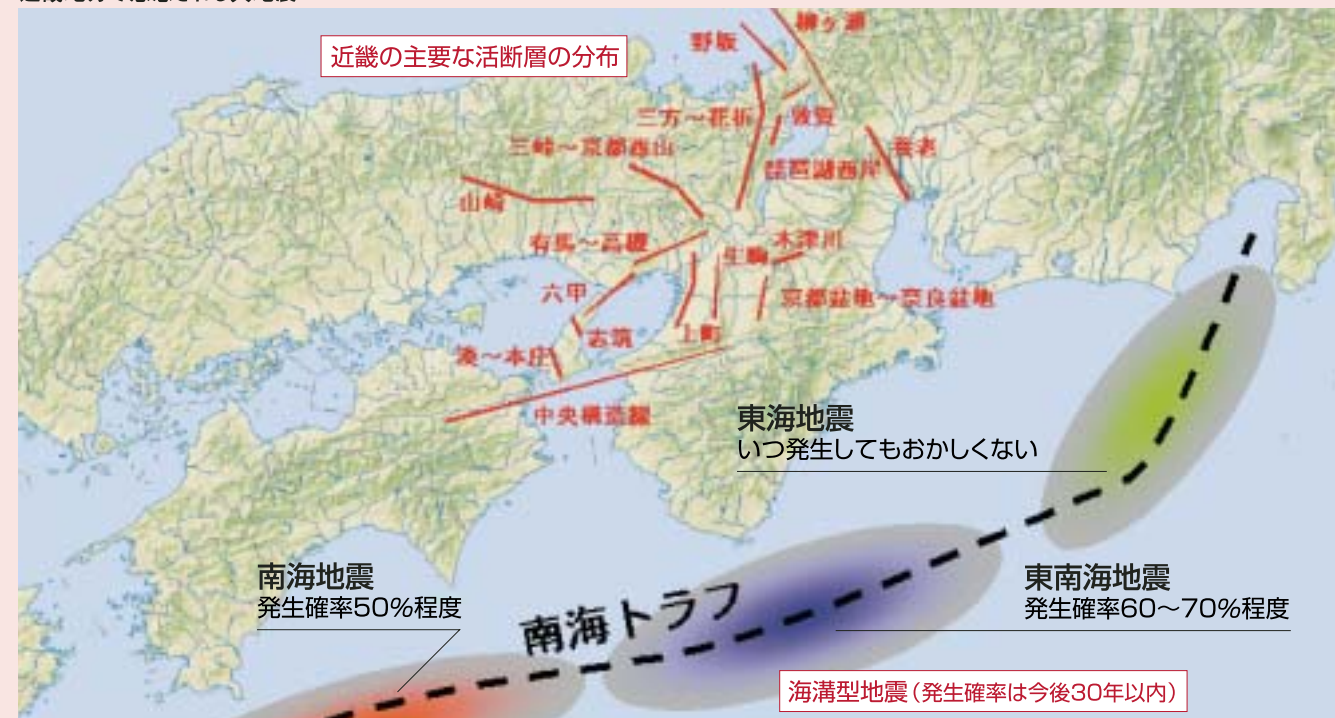 近畿の主要な活断層の分布
柳ヶ瀬
野坂
三方～花折
敦賀
三峠～京都西山
養老
琵琶湖西岸
山崎
有馬～高槻
生駒
木津川
六甲
京都盆地～奈良盆地
志筑
上町
湊～本庄
中央構造線
東海地震
いつ発生してもおかしくない
南海地震
発生確率50%程度
東南海地震
発生確率60～70%程度
南海トラフ
海溝型地震（発生確率は今後30年以内）